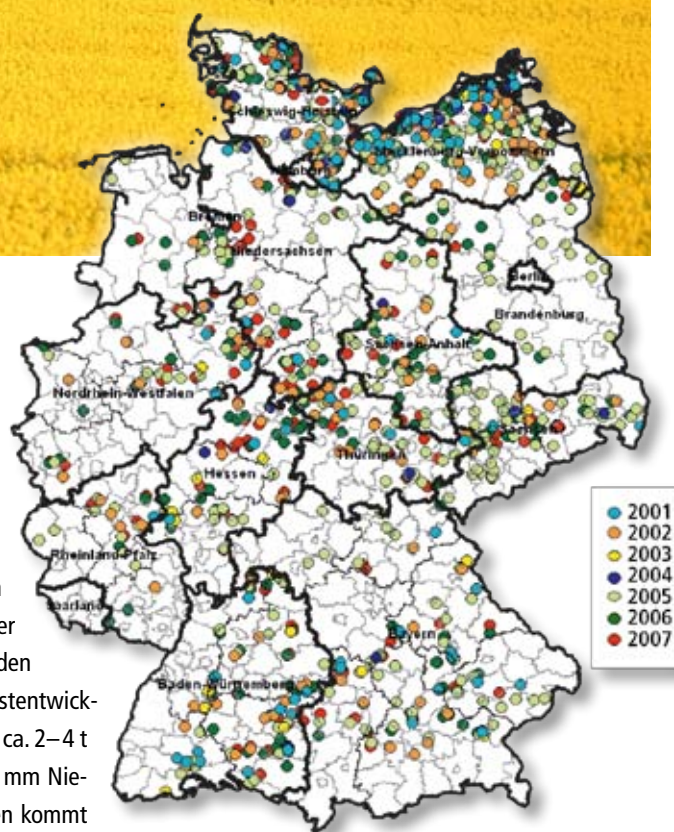 Schleswig-Holstein
Mecklenburg-Vorpommern
Hamburg
Bremen
Niedersachsen
Berlin
Brandenburg
Sachsen-Anhalt
Nordrhein-Westfalen
Sachsen
Thüringen
Hessen
Rheinland-Pfalz
Saarland
Bayern
Baden-Württemberg
2001
2002
2003
2004
2005
2006
2007
er
den
stentwick-
ca. 2–4 t
mm Nie-
en kommt